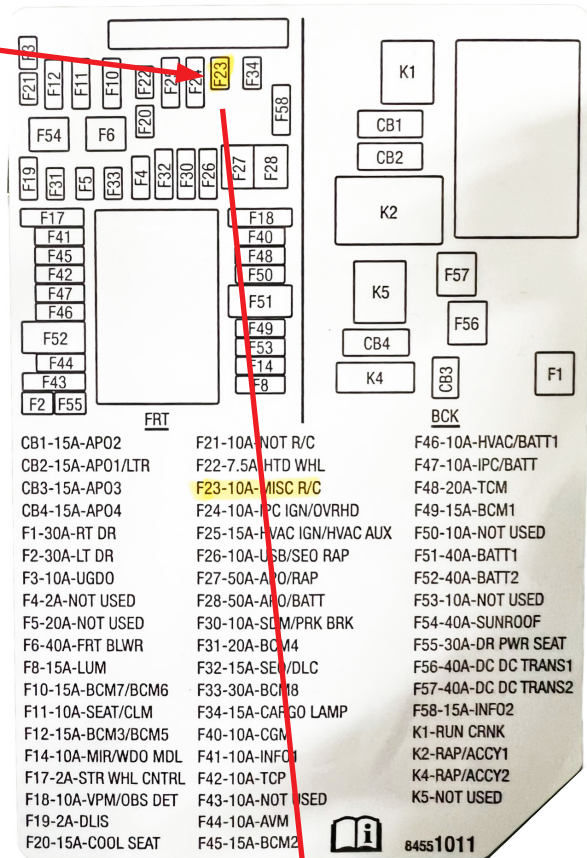 F3
F21
F12
F11
F10
F22
F25
F24
F23
F34
F58
F54
F6
F20
F19
F31
F5
F33
F4
F32
F30
F26
F27
F28
F17
F41
F45
F42
F47
F46
F52
F44
F43
F2
F55
F18
F40
F48
F50
F51
F49
F53
F14
F8
FRT
K1
CB1
CB2
K2
F57
K5
F56
CB4
K4
CB3
F1
BCK
CB1-15A-APO2
CB2-15A-APO1/LTR
CB3-15A-APO3
CB4-15A-APO4
F1-30A-RT DR
F2-30A-LT DR
F3-10A-UGDO
F4-2A-NOT USED
F5-20A-NOT USED
F6-40A-FRT BLWR
F8-15A-LUM
F10-15A-BCM7/BCM6
F11-10A-SEAT/CLM
F12-15A-BCM3/BCM5
F14-10A-MIR/WDO MDL
F17-2A-STR WHL CNTRL
F18-10A-VPM/OBS DET
F19-2A-DLIS
F20-15A-COOL SEAT
F21-10A-NOT R/C
F22-7.5A-HTD WHL
F23-10A-MISC R/C
F24-10A-IPC IGN/OVRHD
F25-15A-HVAC IGN/HVAC AUX
F26-10A-USB/SEO RAP
F27-50A-APO/RAP
F28-50A-APO/BATT
F30-10A-SDM/PRK BRK
F31-20A-BCM4
F32-15A-SEO/DLC
F33-30A-BCM8
F34-15A-CARGO LAMP
F40-10A-CGM
F41-10A-INFO1
F42-10A-TCP
F43-10A-NOT USED
F44-10A-AVM
F45-15A-BCM2
F46-10A-HVAC/BATT1
F47-10A-IPC/BATT
F48-20A-TCM
F49-15A-BCM1
F50-10A-NOT USED
F51-40A-BATT1
F52-40A-BATT2
F53-10A-NOT USED
F54-40A-SUNROOF
F55-30A-DR PWR SEAT
F56-40A-DC DC TRANS1
F57-40A-DC DC TRANS2
F58-15A-INFO2
K1-RUN CRNK
K2-RAP/ACCY1
K4-RAP/ACCY2
K5-NOT USED
i
84551011